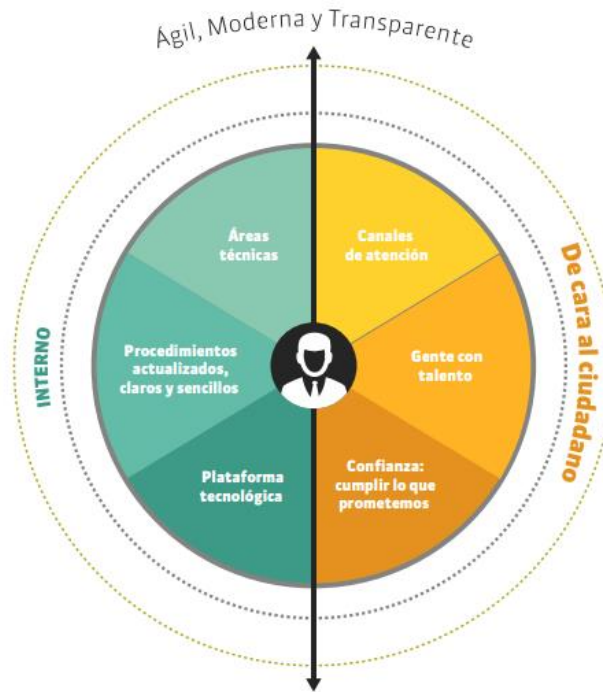 Ágil, Moderna y Transparente
Áreas
técnicas
Canales
de atención
INTERNO
Procedimientos
actualizados,
claros y sencillos
Gente con
talento
De cara al ciudadano
Plataforma
tecnológica
Confianza:
cumplir lo que
prometemos